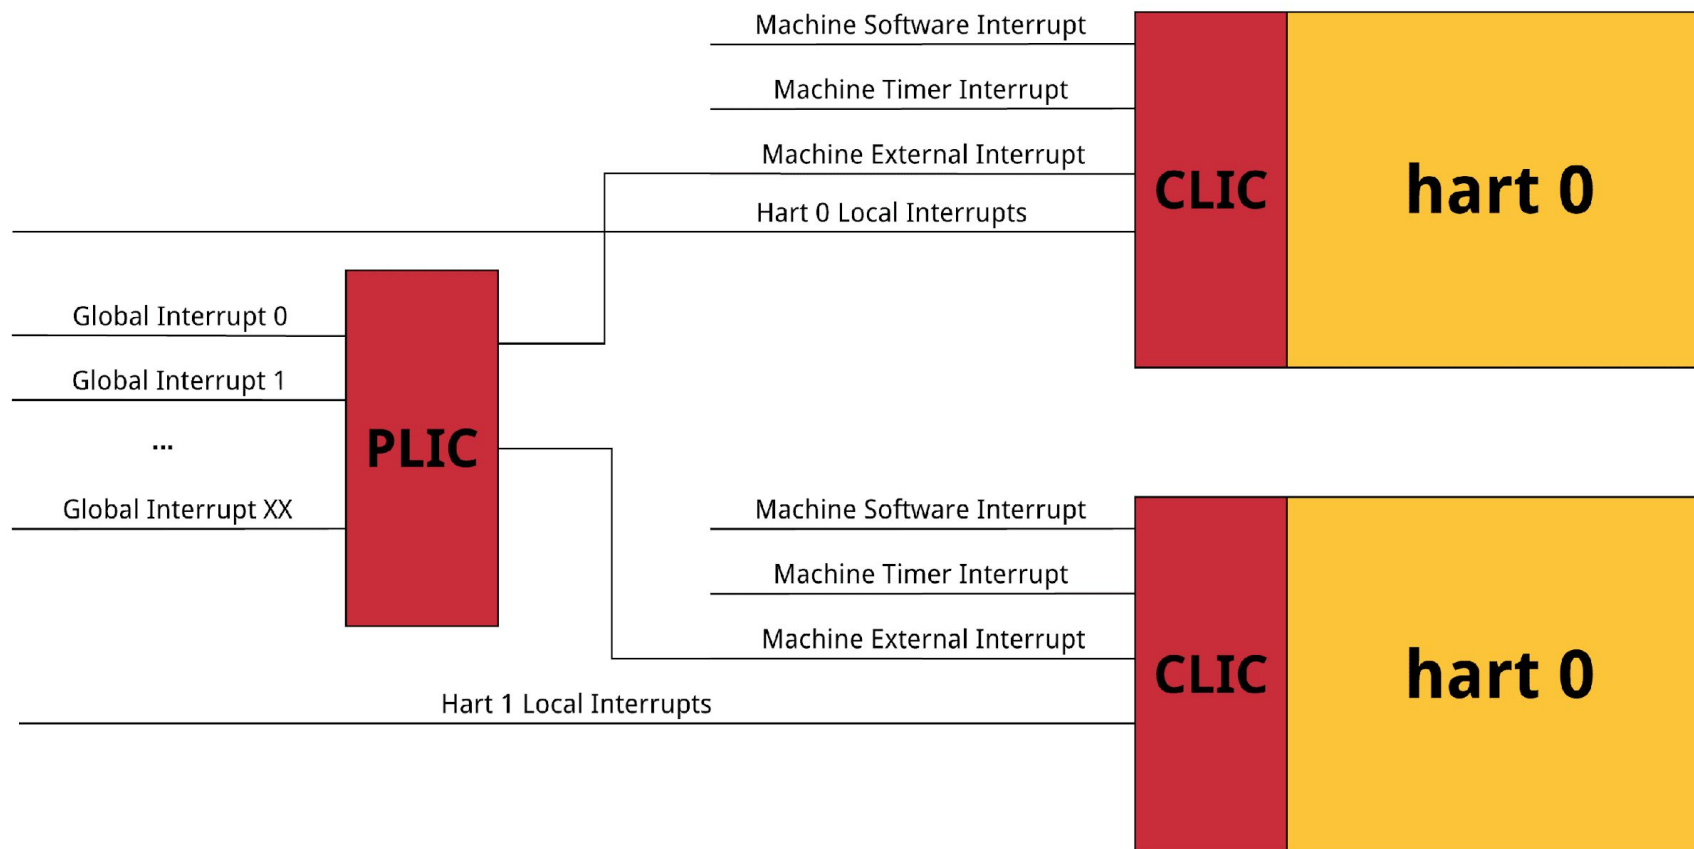 Machine Software Interrupt
Machine Timer Interrupt
Machine External Interrupt
Hart 0 Local Interrupts
CLIC
hart 0
Global Interrupt 0
Global Interrupt 1
...
Global Interrupt XX
PLIC
Machine Software Interrupt
Machine Timer Interrupt
Machine External Interrupt
Hart 1 Local Interrupts
CLIC
hart 0